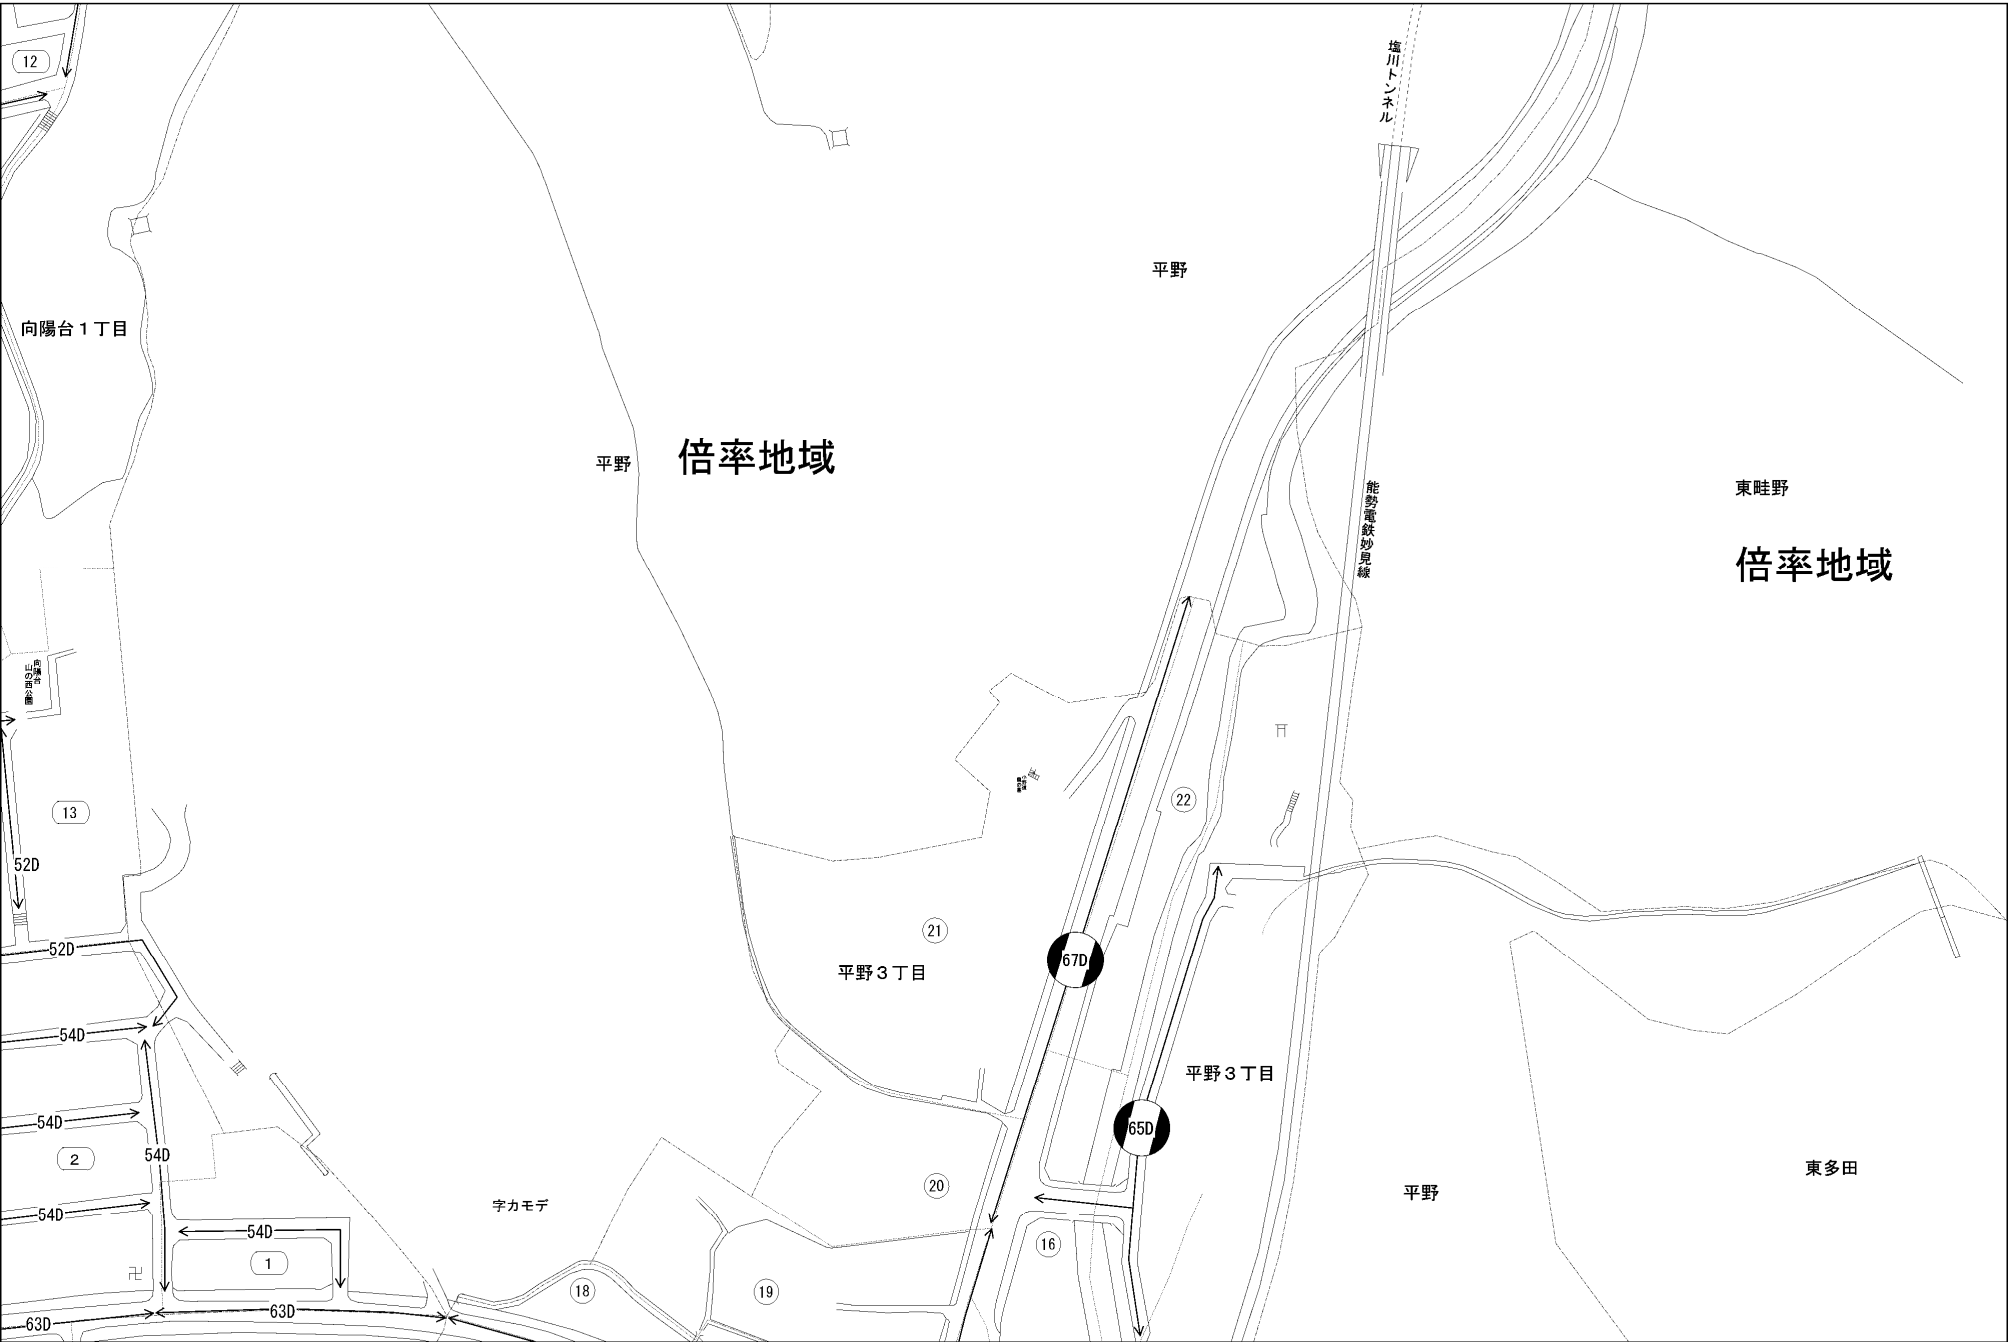 12
塩川トンネル
平野
向陽台1丁目
平野
倍率地域
東畦野
能勢電鉄妙見線
倍率地域
向陽台
山の西公園
22
13
52D
21
52D
67D
平野3丁目
54D
平野3丁目
54D
65D
2
54D
東多田
20
平野
54D
字カモデ
54D
16
1
卍
18
19
63D
63D